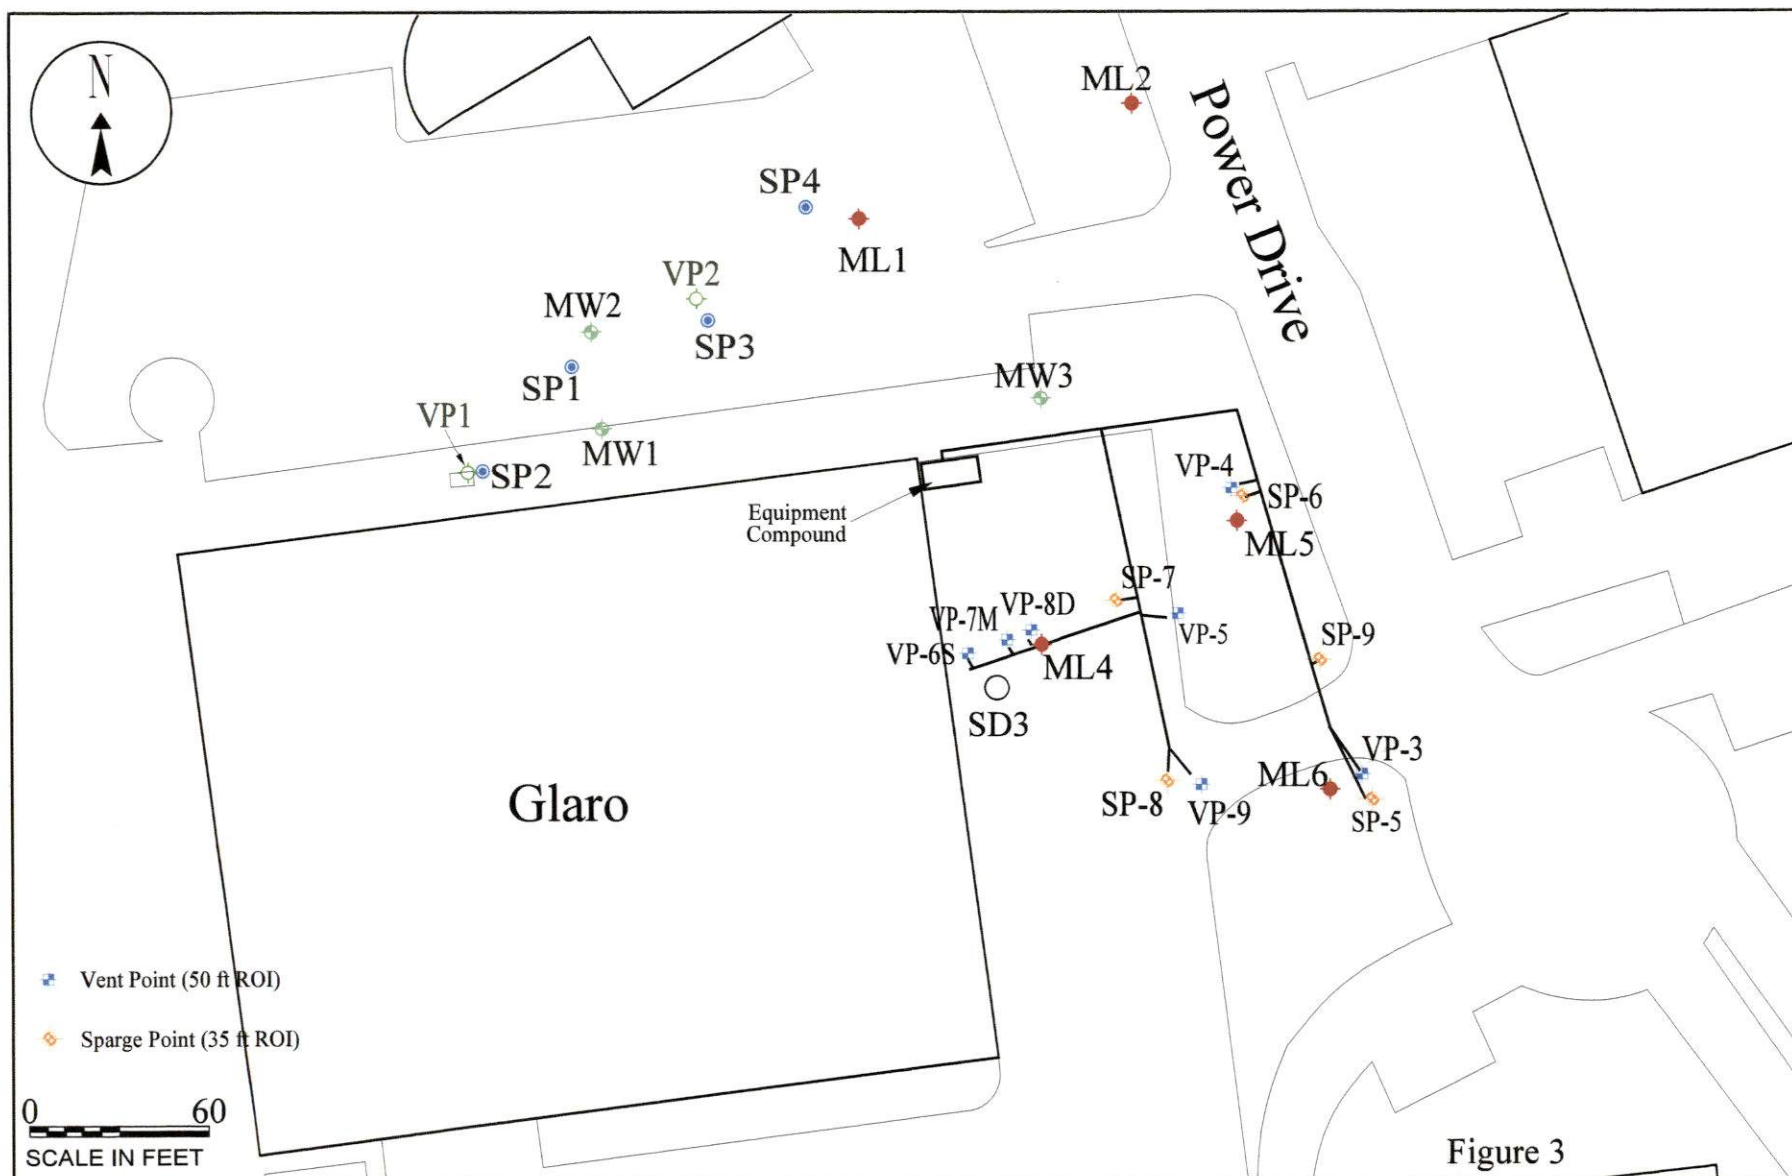 N
ML2
Power Drive
SP4
ML1
VP2
MW2
SP3
SP1
MW3
VP1
MW1
SP2
VP-4
SP-6
Equipment
Compound
ML5
SP-7
VP-8D
VP-7M
VP-5
VP-6S
SP-9
ML4
SD3
VP-3
ML6
SP-8
VP-9
SP-5
Glaro
Vent Point (50 ft ROI)
Sparge Point (35 ft ROI)
0 60
SCALE IN FEET
Figure 3